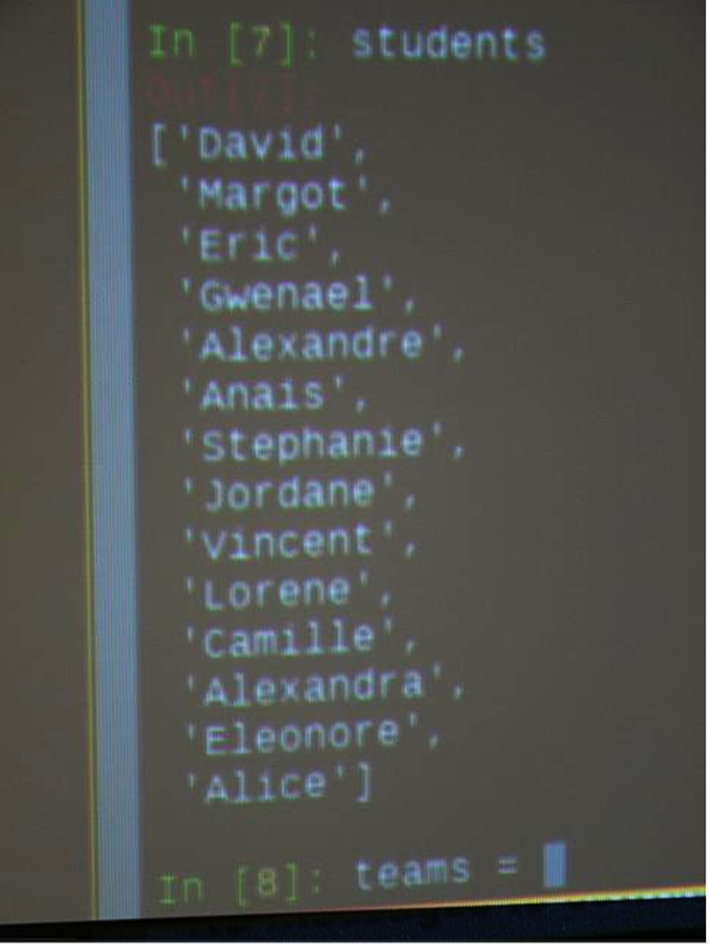 In [7]: students
Out[7]:
['David',
'Margot',
'Eric',
'Gwenael',
'Alexandre',
'Anais',
'Stephanie',
'Jordane',
'Vincent',
'Lorene',
'Camille',
'Alexandra',
'Eleonore',
'Alice']
In [8]: teams =